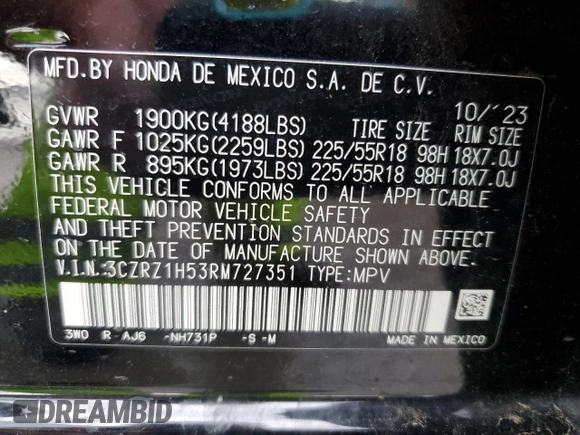 MFD.BY HONDA DE MEXICO S.A. DE C.V.
10/'23
GVWR 1900KG(4188LBS) TIRE SIZE RIM SIZE
GAWR F 1025KG(2259LBS) 225/55R18 98H 18X7.0J
GAWR R 895KG(1973LBS) 225/55R18 98H 18X7.0J
THIS VEHICLE CONFORMS TO ALL APPLICABLE
FEDERAL MOTOR VEHICLE SAFETY
AND THEFT PREVENTION STANDARDS IN EFFECT
ON THE DATE OF MANUFACTURE SHOWN ABOVE.
V.I.N.:3CZRZ1H53RM727351 TYPE:MPV
3W0 R-AJ6 -NH731P -S-M
MADE IN MEXICO
DREAMBID